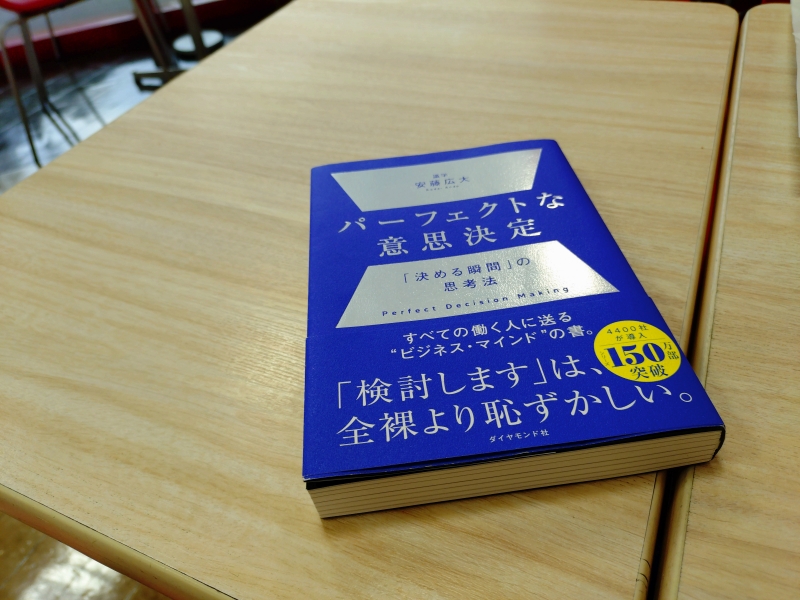 識学
安藤広大
パーフェクトな
意思決定
「決める瞬間」の
思考法
Perfect Decision Making
すべての働く人に送る
“ビジネス・マインド”の書。
4400社
が導入
150万部
突破
「検討します」は、
全裸より恥ずかしい。
ダイヤモンド社